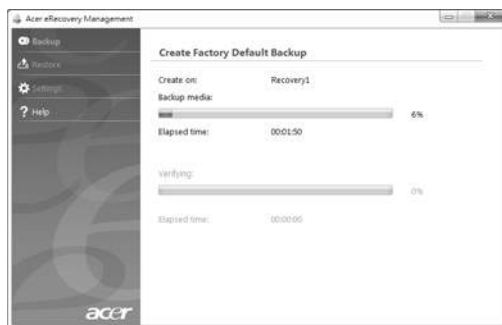 Acer eRecovery Management
Backup
Restore
Settings
? Help
Create Factory Default Backup
Create on: Recovery1
Backup media:
6%
Elapsed time: 00:01:50
Verifying:
0%
Elapsed time: 00:00:00
acer